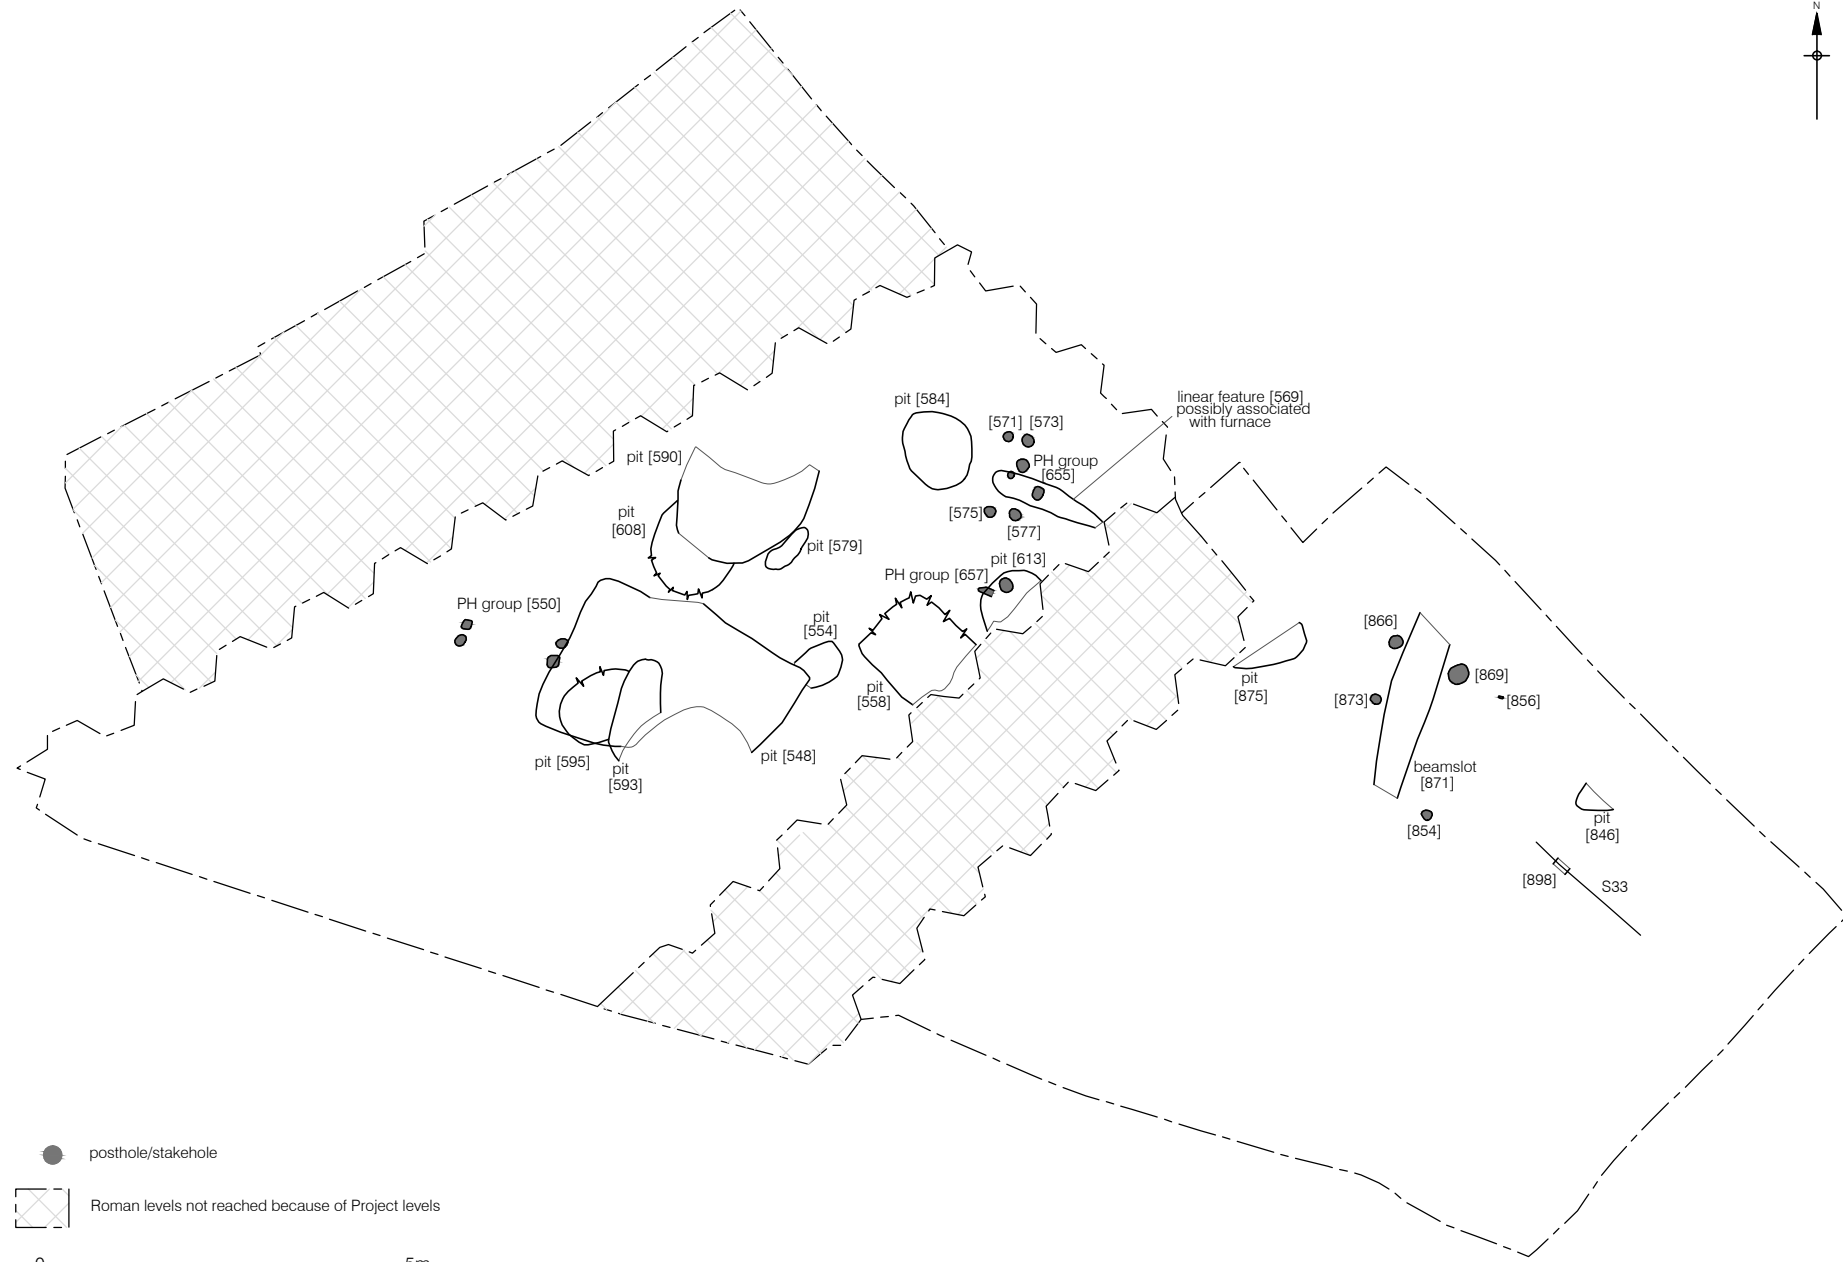 N
pit [584]
linear feature [569]
possibly associated
with furnace
[571] [573]
pit [590]
PH group
[655]
pit
[608]
[575]
[577]
pit [579]
pit [613]
PH group [657]
PH group [550]
pit
[554]
[866]
pit
[558]
pit
[875]
[869]
[873]
[856]
pit [548]
pit [595]
pit
[593]
beamslot
[871]
[854]
pit
[846]
[898]
S33
posthole/stakehole
Roman levels not reached because of Project levels
0 5m